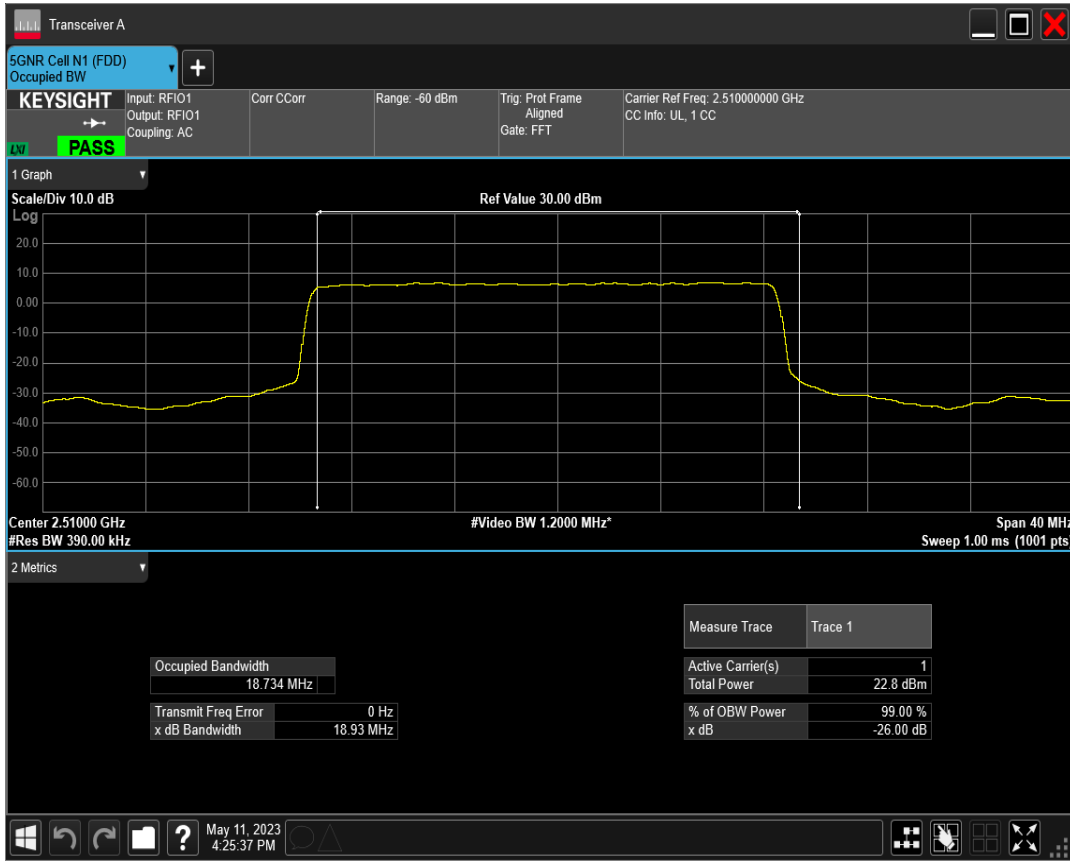 Transceiver A
5GNR Cell N1 (FDD)
Occupied BW
+
KEYSIGHT
LXI
PASS
Input: RFIO1
Output: RFIO1
Coupling: AC
Corr CCorr
Range: -60 dBm
Trig: Prot Frame
Aligned
Gate: FFT
Carrier Ref Freq: 2.510000000 GHz
CC Info: UL, 1 CC
1 Graph
Scale/Div 10.0 dB
Ref Value 30.00 dBm
Log
20.0
10.0
0.00
-10.0
-20.0
-30.0
-40.0
-50.0
-60.0
Center 2.51000 GHz
#Video BW 1.2000 MHz*
Span 40 MHz
#Res BW 390.00 kHz
Sweep 1.00 ms (1001 pts)
2 Metrics
Measure Trace Trace 1
Occupied Bandwidth
18.734 MHz
Active Carrier(s) 1
Total Power 22.8 dBm
Transmit Freq Error 0 Hz
x dB Bandwidth 18.93 MHz
% of OBW Power 99.00 %
x dB -26.00 dB
?
May 11, 2023
4:25:37 PM